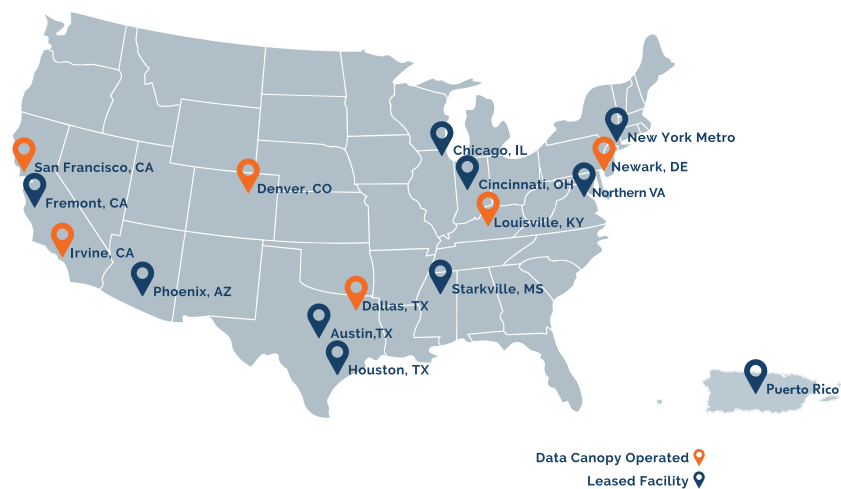 New York Metro
Chicago, IL
San Francisco, CA
Newark, DE
Cincinnati, OH
Denver, CO
Northern VA
Fremont, CA
Louisville, KY
Irvine, CA
Phoenix, AZ
Starkville, MS
Dallas, TX
Austin,TX
Houston, TX
Puerto Rico
Data Canopy Operated
Leased Facility